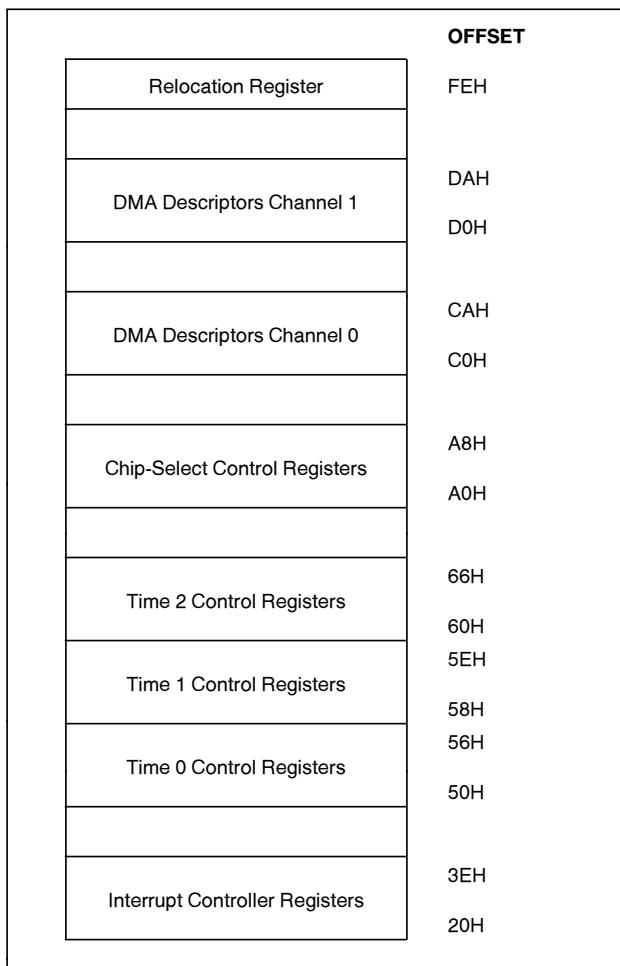 OFFSET
Relocation Register FEH
DAH
DMA Descriptors Channel 1
D0H
CAH
DMA Descriptors Channel 0
C0H
A8H
Chip-Select Control Registers
A0H
66H
Time 2 Control Registers
60H
5EH
Time 1 Control Registers
58H
56H
Time 0 Control Registers
50H
3EH
Interrupt Controller Registers
20H